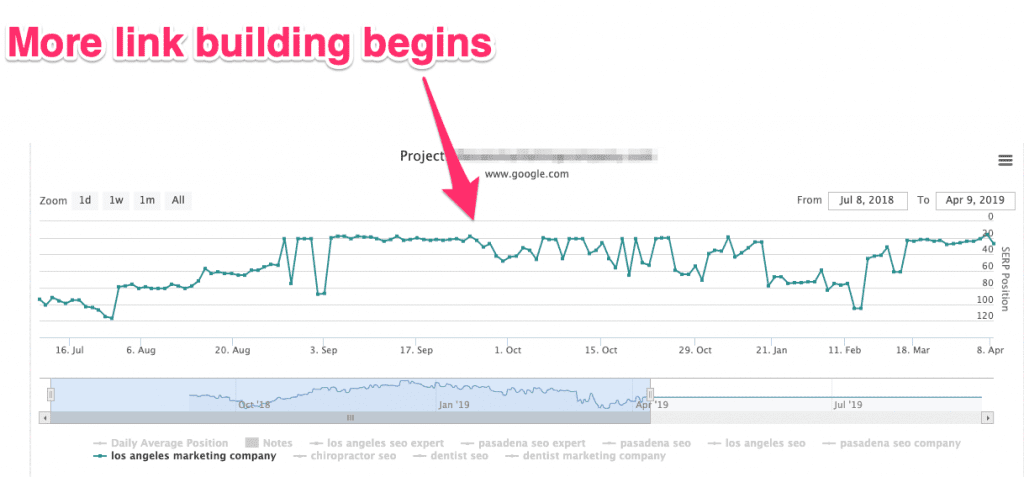 More link building begins
Project
www.google.com
Zoom 1d 1w 1m All
From Jul 8, 2018 To Apr 9, 2019
0
20
40
60
80
100
120
SERP Position
16. Jul 6. Aug 20. Aug 3. Sep 17. Sep 1. Oct 15. Oct 29. Oct 21. Jan 11. Feb 18. Mar 8. Apr
Oct '18 Jan '19 Apr '19 Jul '19
Daily Average Position Notes los angeles seo expert pasadena seo expert pasadena seo los angeles seo pasadena seo company
los angeles marketing company chiropractor seo dentist seo dentist marketing company